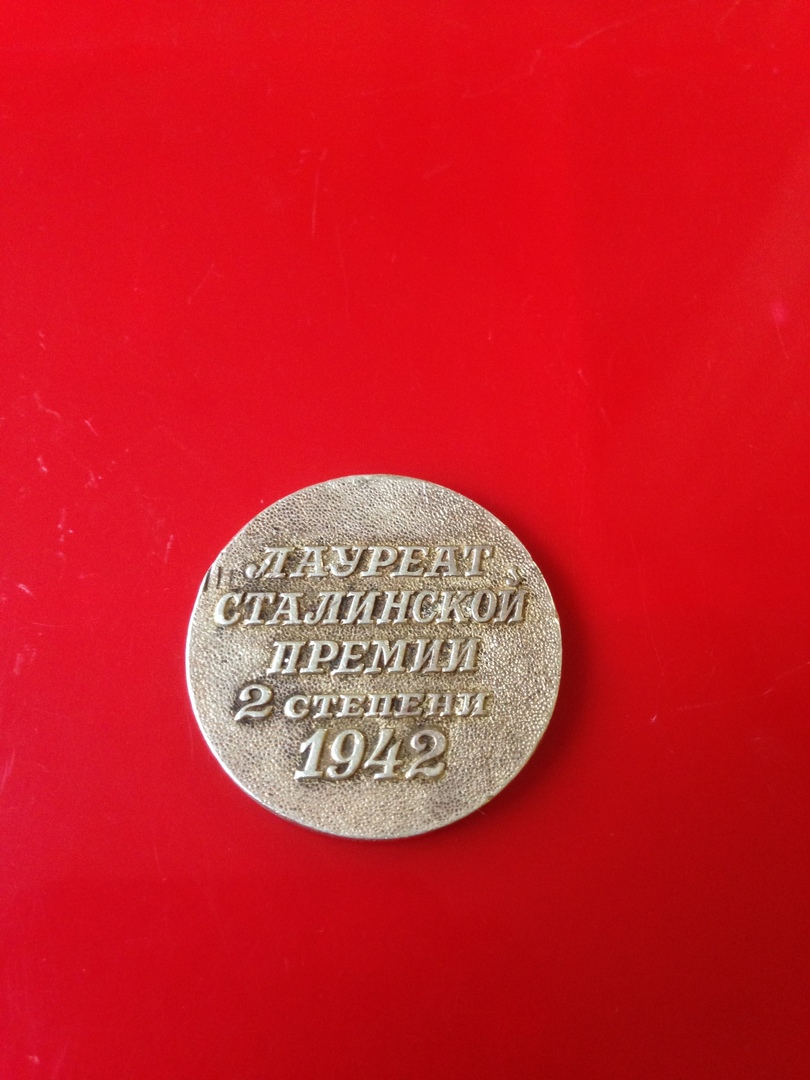 ЛАУРЕАТ
СТАЛИНСКОЙ
ПРЕМИИ
2 СТЕПЕНИ
1942